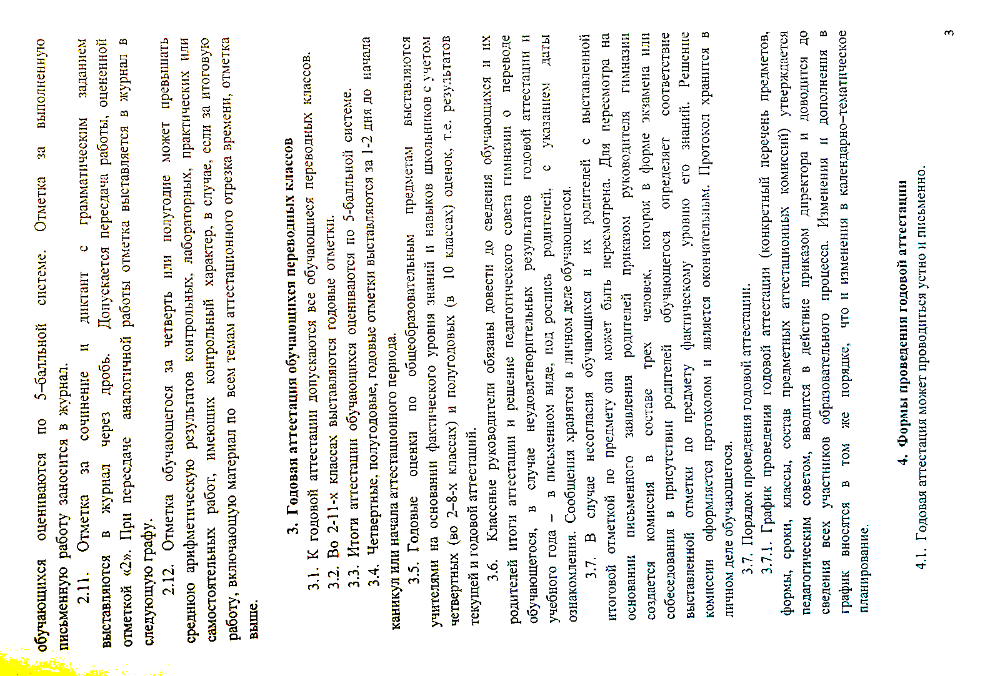 обучающихся оцениваются по 5–балльной системе. Отметка за выполненную
письменную работу заносится в журнал.
2.11. Отметка за сочинение и диктант с грамматическим заданием
выставляются в журнал через дробь. Допускается пересдача работы, оцененной
отметкой «2». При пересдаче аналогичной работы отметка выставляется в журнал в
следующую графу.
2.12. Отметка обучающегося за четверть или полугодие может превышать
среднюю арифметическую результатов контрольных, лабораторных, практических или
самостоятельных работ, имеющих контрольный характер, в случае, если за итоговую
работу, включающую материал по всем темам аттестационного отрезка времени, отметка
выше.
3. Годовая аттестация обучающихся переводных классов
3.1. К годовой аттестации допускаются все обучающиеся переводных классов.
3.2. Во 2-11-х классах выставляются годовые отметки.
3.3. Итоги аттестации обучающихся оцениваются по 5-балльной системе.
3.4. Четвертные, полугодовые, годовые отметки выставляются за 1-2 дня до начала
каникул или начала аттестационного периода.
3.5. Годовые оценки по общеобразовательным предметам выставляются
учителями на основании фактического уровня знаний и навыков школьников с учетом
четвертных (во 2–8-х классах) и полугодовых (в 10 классах) оценок, т.е. результатов
текущей и годовой аттестаций.
3.6. Классные руководители обязаны довести до сведения обучающихся и их
родителей итоги аттестации и решение педагогического совета гимназии о переводе
обучающегося, в случае неудовлетворительных результатов годовой аттестации и
учебного года – в письменном виде, под роспись родителей, с указанием даты
ознакомления. Сообщения хранятся в личном деле обучающегося.
3.7. В случае несогласия обучающихся и их родителей с выставленной
итоговой отметкой по предмету она может быть пересмотрена. Для пересмотра на
основании письменного заявления родителей приказом руководителя гимназии
создается комиссия в составе трех человек, которая в форме экзамена или
собеседования в присутствии родителей обучающегося определяет соответствие
выставленной отметки по предмету фактическому уровню его знаний. Решение
комиссии оформляется протоколом и является окончательным. Протокол хранится в
личном деле обучающегося.
3.7. Порядок проведения годовой аттестации.
3.7.1. График проведения годовой аттестации (конкретный перечень предметов,
формы, сроки, классы, состав предметных аттестационных комиссий) утверждается
педагогическим советом, вводится в действие приказом директора и доводится до
сведения всех участников образовательного процесса. Изменения и дополнения в
график вносятся в том же порядке, что и изменения в календарно–тематическое
планирование.
4. Формы проведения годовой аттестации
4.1. Годовая аттестация может проводиться устно и письменно.
3